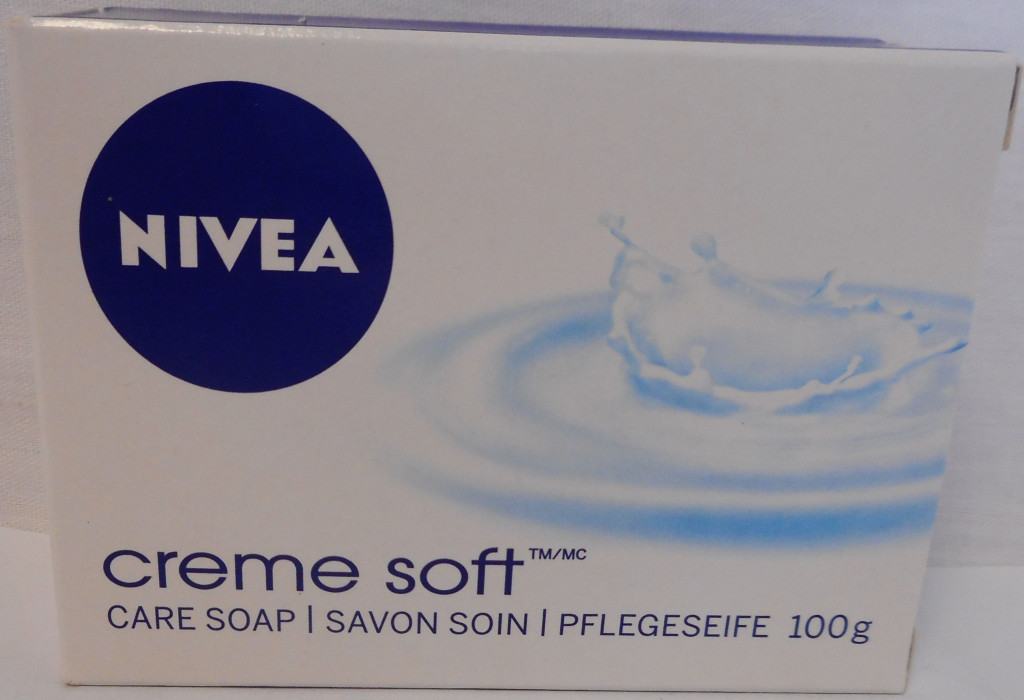 NIVEA
creme soft™/MC
CARE SOAP | SAVON SOIN | PFLEGESEIFE 100g